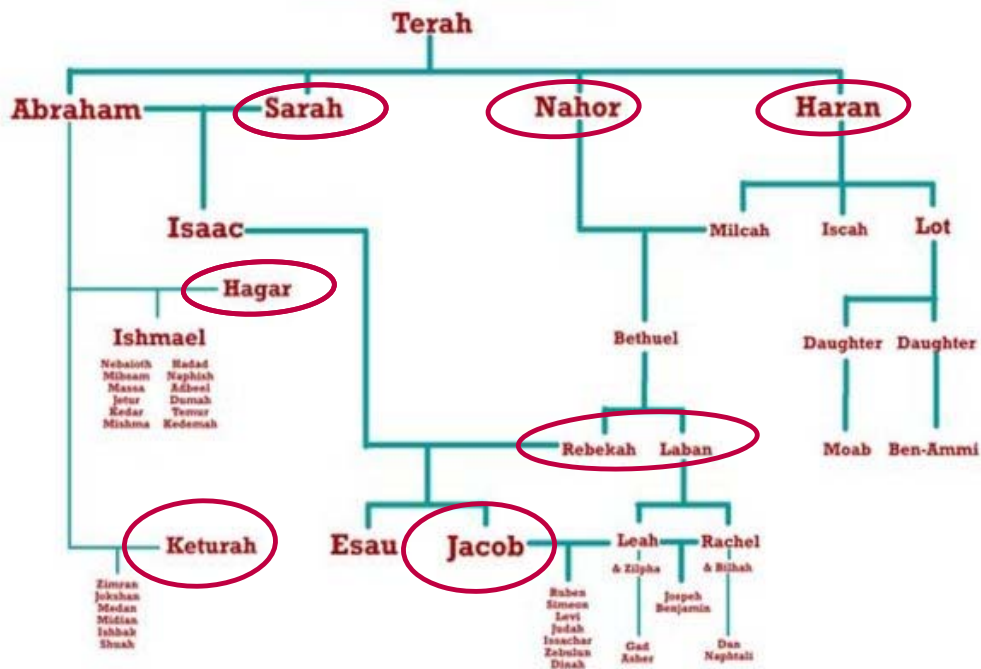 Terah
Abraham Sarah Nahor Haran
Isaac Milcah Iscah Lot
Hagar
Ishmael
Nebaioth Hadad
Mibsam Naphish
Massa Adbeel
Jetur Dumah
Kedar Temur
Mishma Kedemah
Bethuel
Daughter Daughter
Rebekah Laban
Moab Ben-Ammi
Keturah
Zimran
Jokshan
Medan
Midian
Ishbak
Shuah
Esau Jacob Leah Rachel
& Zilpha & Bilhah
Ruben
Simeon
Levi
Judah
Issachar
Zebulun
Dinah
Jospeh
Benjamin
Gad
Asher
Dan
Naphtali